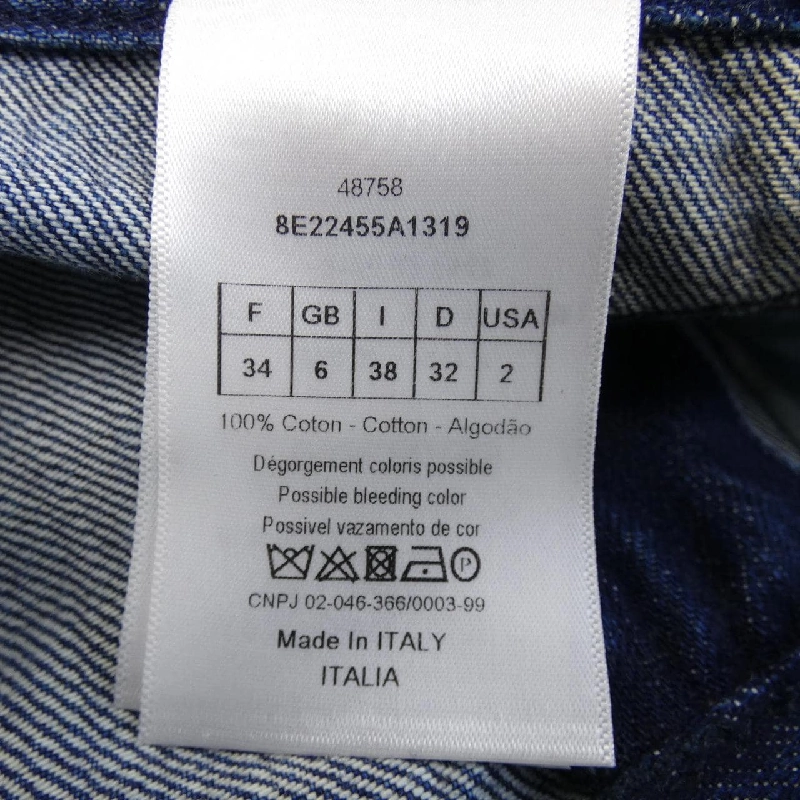 48758
8E22455A1319
F GB I D USA
34 6 38 32 2
100% Coton - Cotton - Algodão
Dégorgement coloris possible
Possible bleeding color
Possivel vazamento de cor
P
CNPJ 02-046-366/0003-99
Made In ITALY
ITALIA